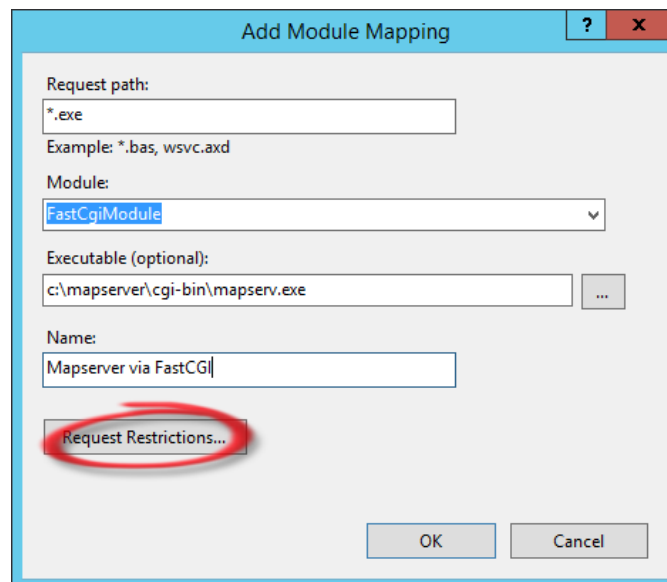 Add Module Mapping
?
x
Request path:
*.exe
Example: *.bas, wsvc.axd
Module:
FastCgiModule
Executable (optional):
c:\mapserver\cgi-bin\mapserv.exe
...
Name:
Mapserver via FastCGI
Request Restrictions...
OK
Cancel